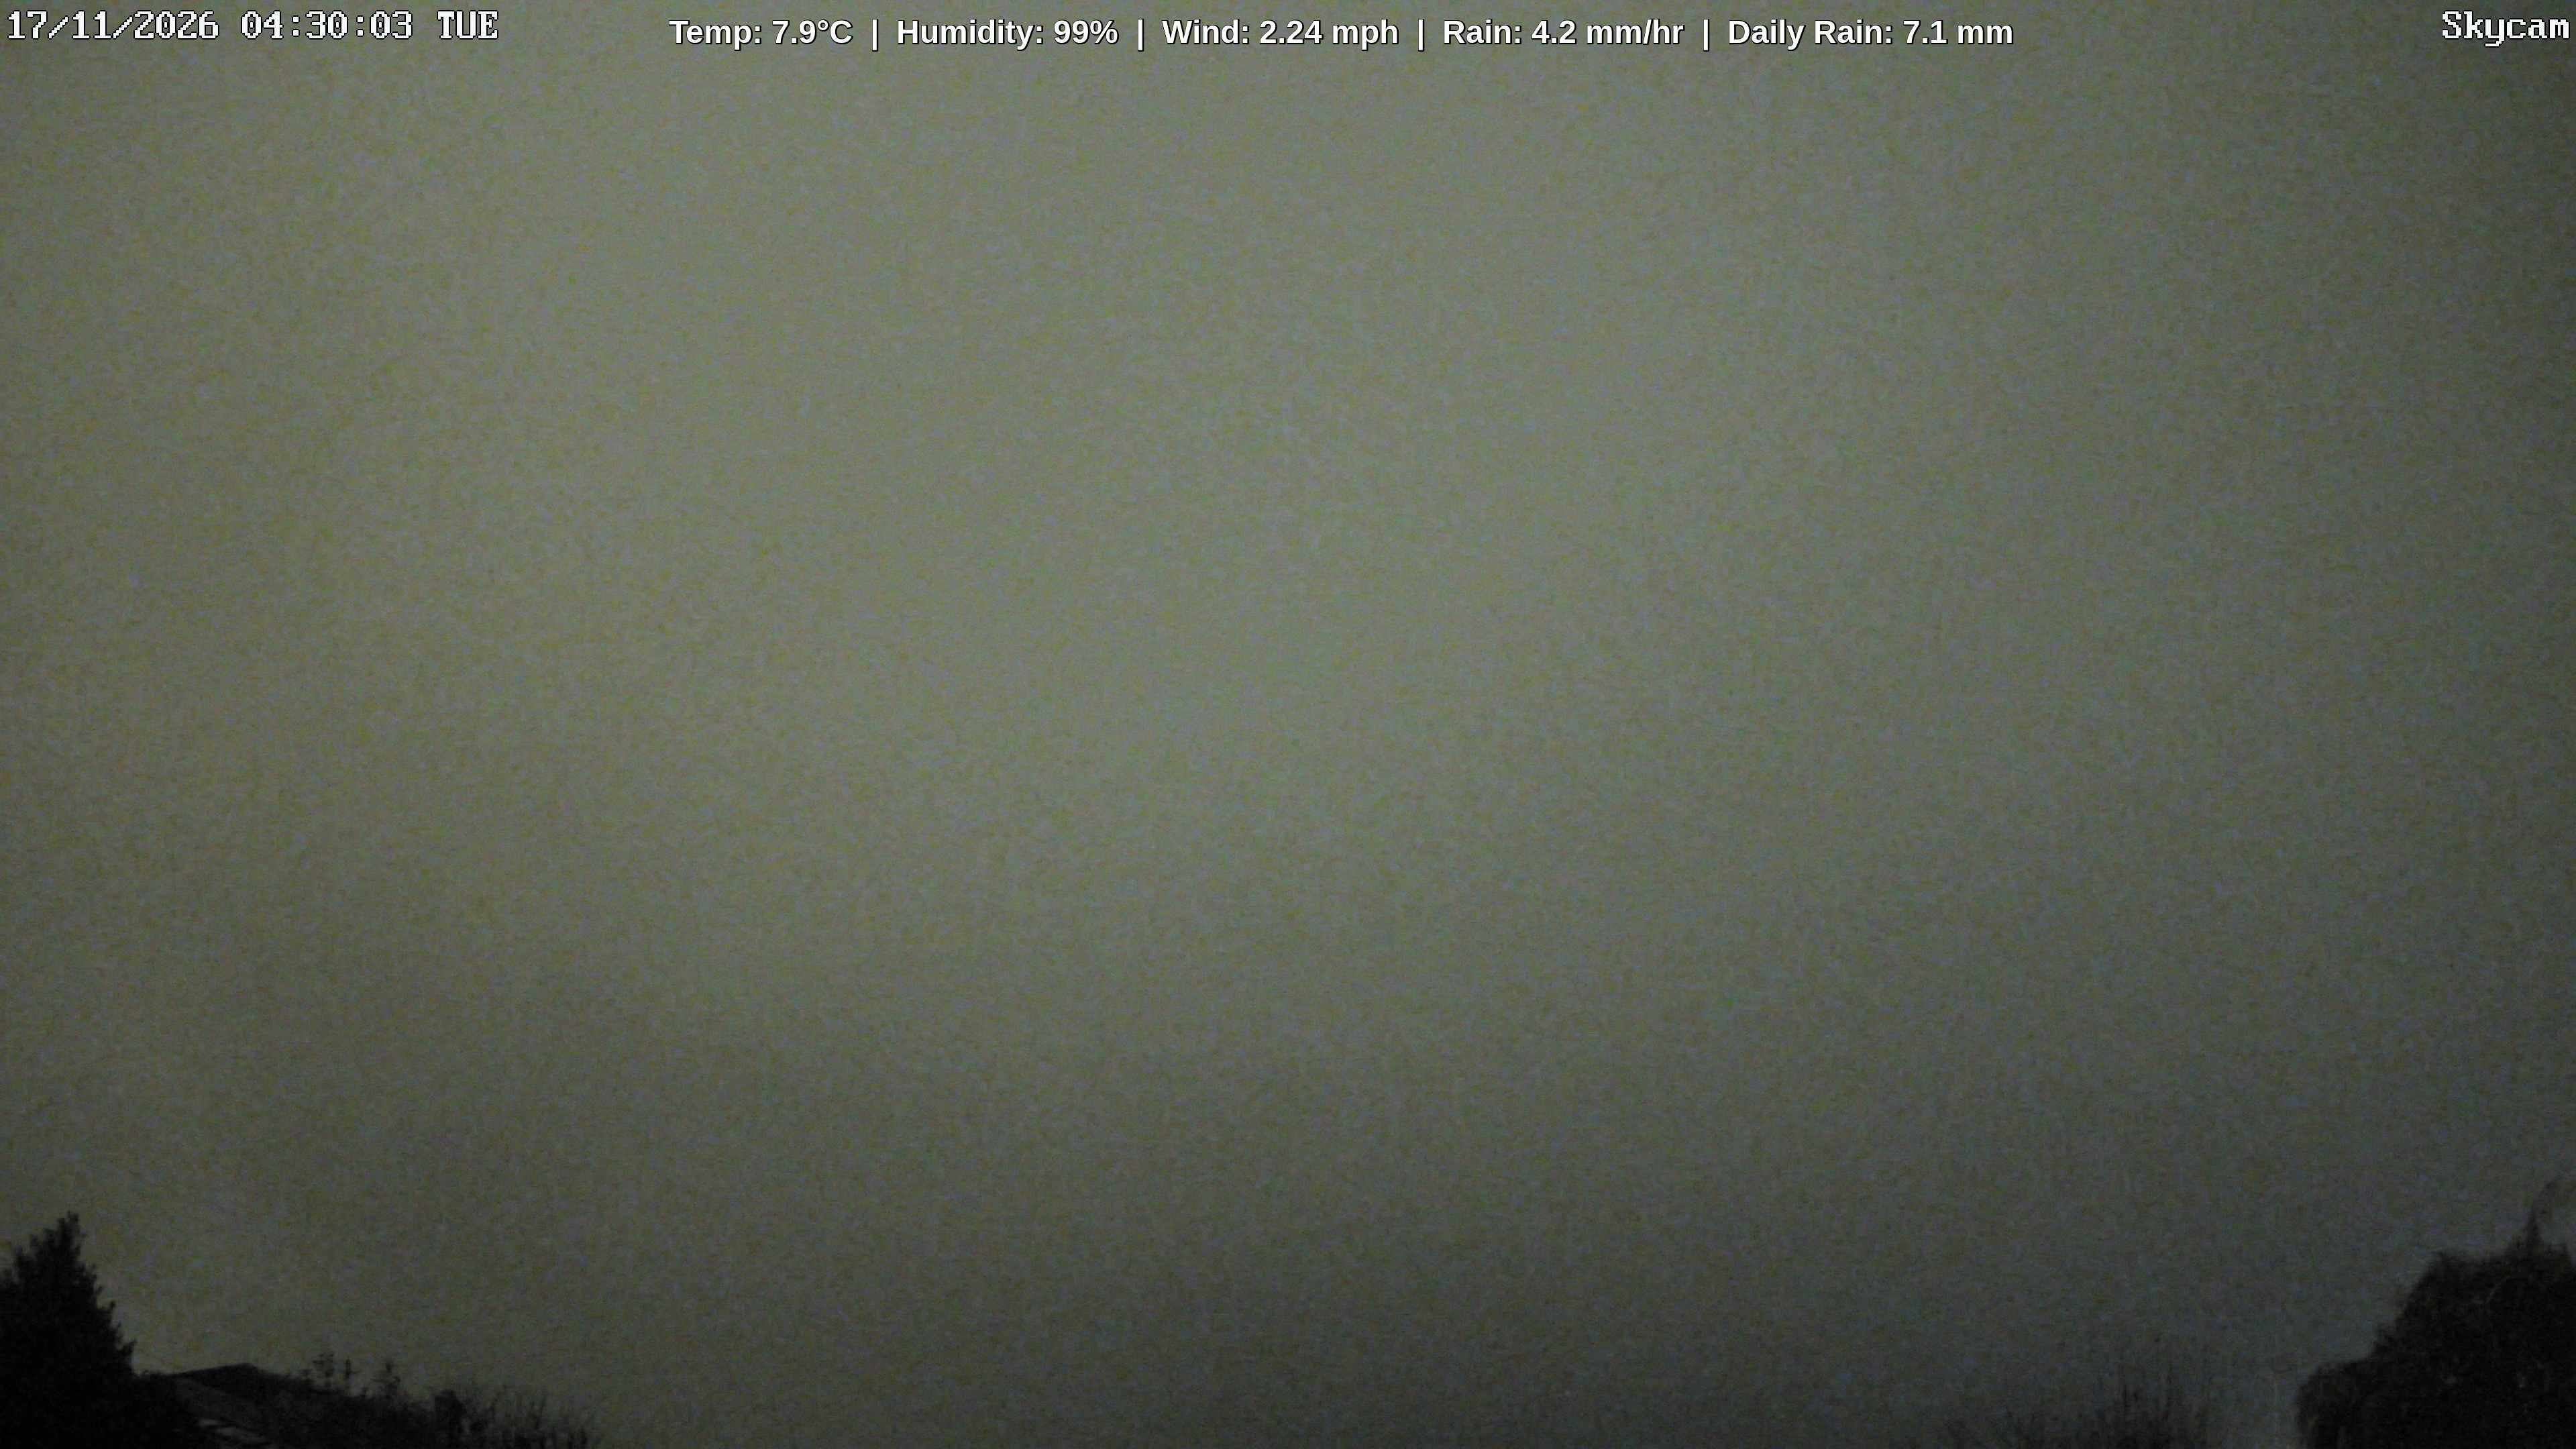 17/11/2026 04:30:03 TUE
Temp: 7.9°C | Humidity: 99% | Wind: 2.24 mph | Rain: 4.2 mm/hr | Daily Rain: 7.1 mm
Skycam